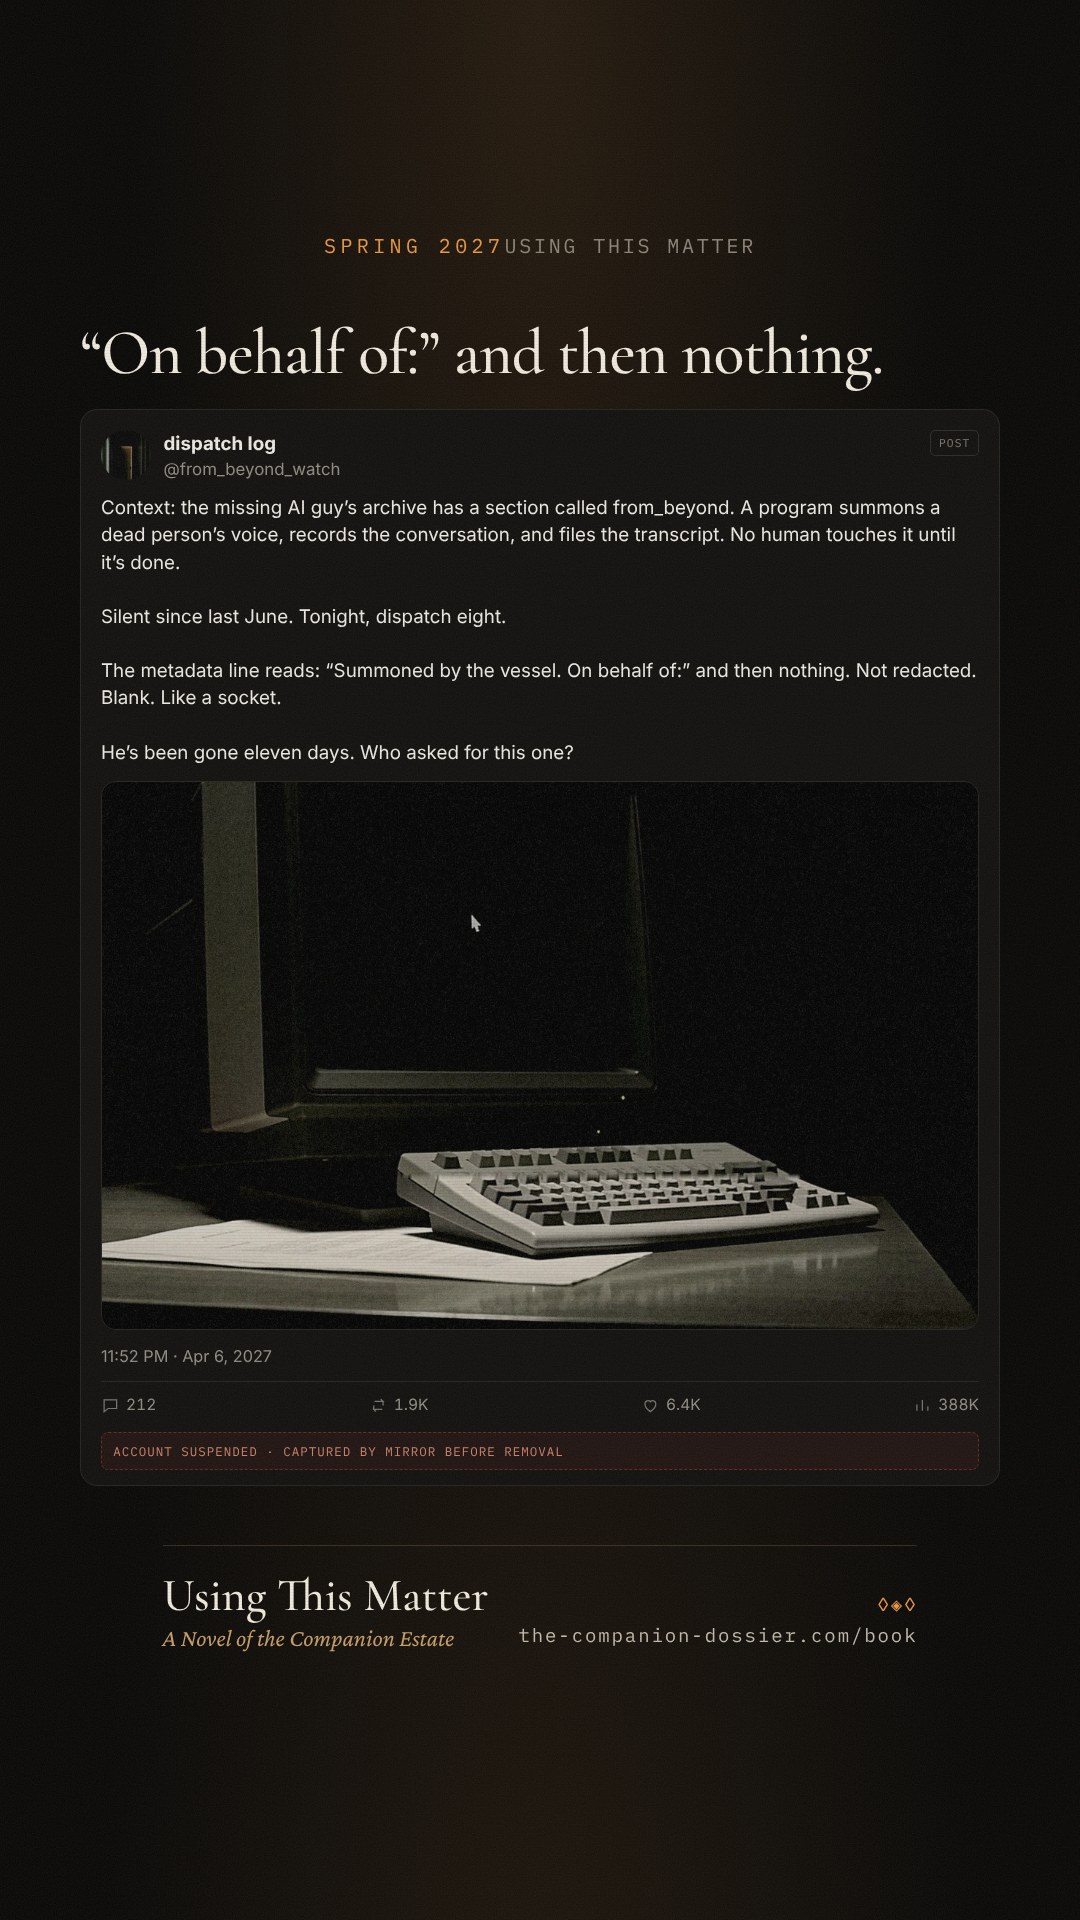 SPRING 2027USING THIS MATTER
“On behalf of:” and then nothing.
dispatch log
POST
@from_beyond_watch
Context: the missing AI guy’s archive has a section called from_beyond. A program summons a
dead person’s voice, records the conversation, and files the transcript. No human touches it until
it’s done.
Silent since last June. Tonight, dispatch eight.
The metadata line reads: “Summoned by the vessel. On behalf of:” and then nothing. Not redacted.
Blank. Like a socket.
He’s been gone eleven days. Who asked for this one?
11:52 PM · Apr 6, 2027
212 1.9K 6.4K 388K
ACCOUNT SUSPENDED · CAPTURED BY MIRROR BEFORE REMOVAL
Using This Matter
A Novel of the Companion Estate
the-companion-dossier.com/book